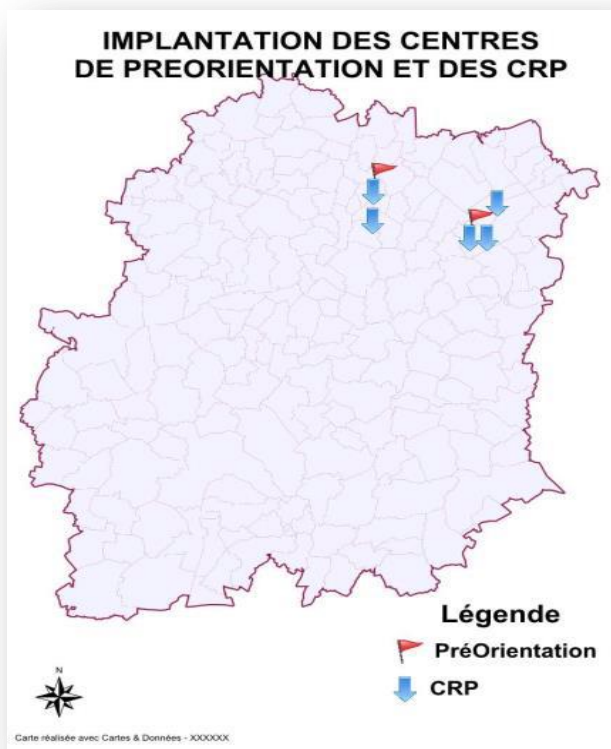 IMPLANTATION DES CENTRES
DE PREORIENTATION ET DES CRP
Légende
PréOrientation
CRP
N
Carte réalisée avec Cartes & Données - XXXXXX